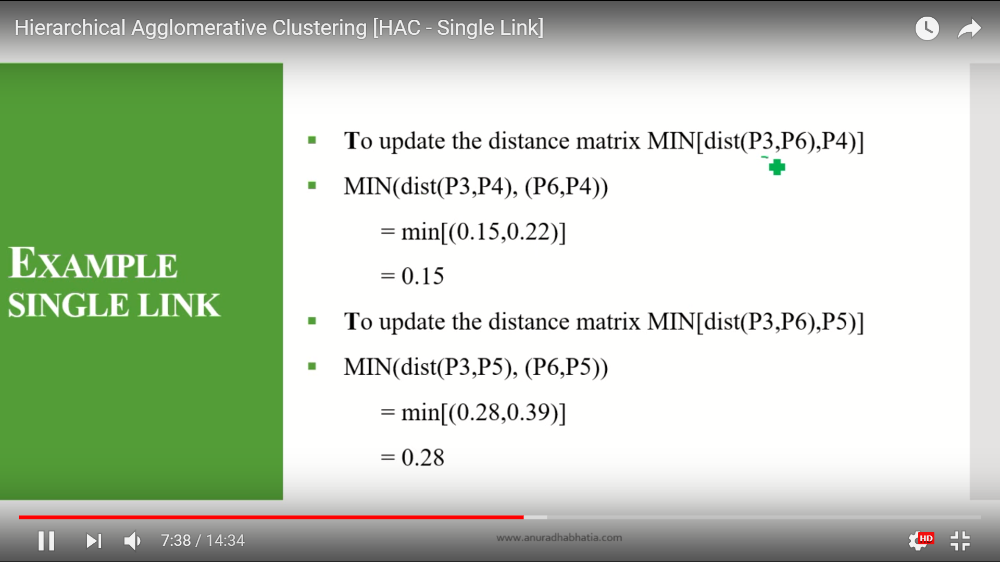 Hierarchical Agglomerative Clustering [HAC - Single Link]
To update the distance matrix MIN[dist(P3,P6),P4)]
MIN(dist(P3,P4), (P6,P4))
= min[(0.15,0.22)]
= 0.15
EXAMPLE
SINGLE LINK
To update the distance matrix MIN[dist(P3,P6),P5)]
MIN(dist(P3,P5), (P6,P5))
= min[(0.28,0.39)]
= 0.28
7:38 / 14:34
www.anuradhabhatia.com
HD